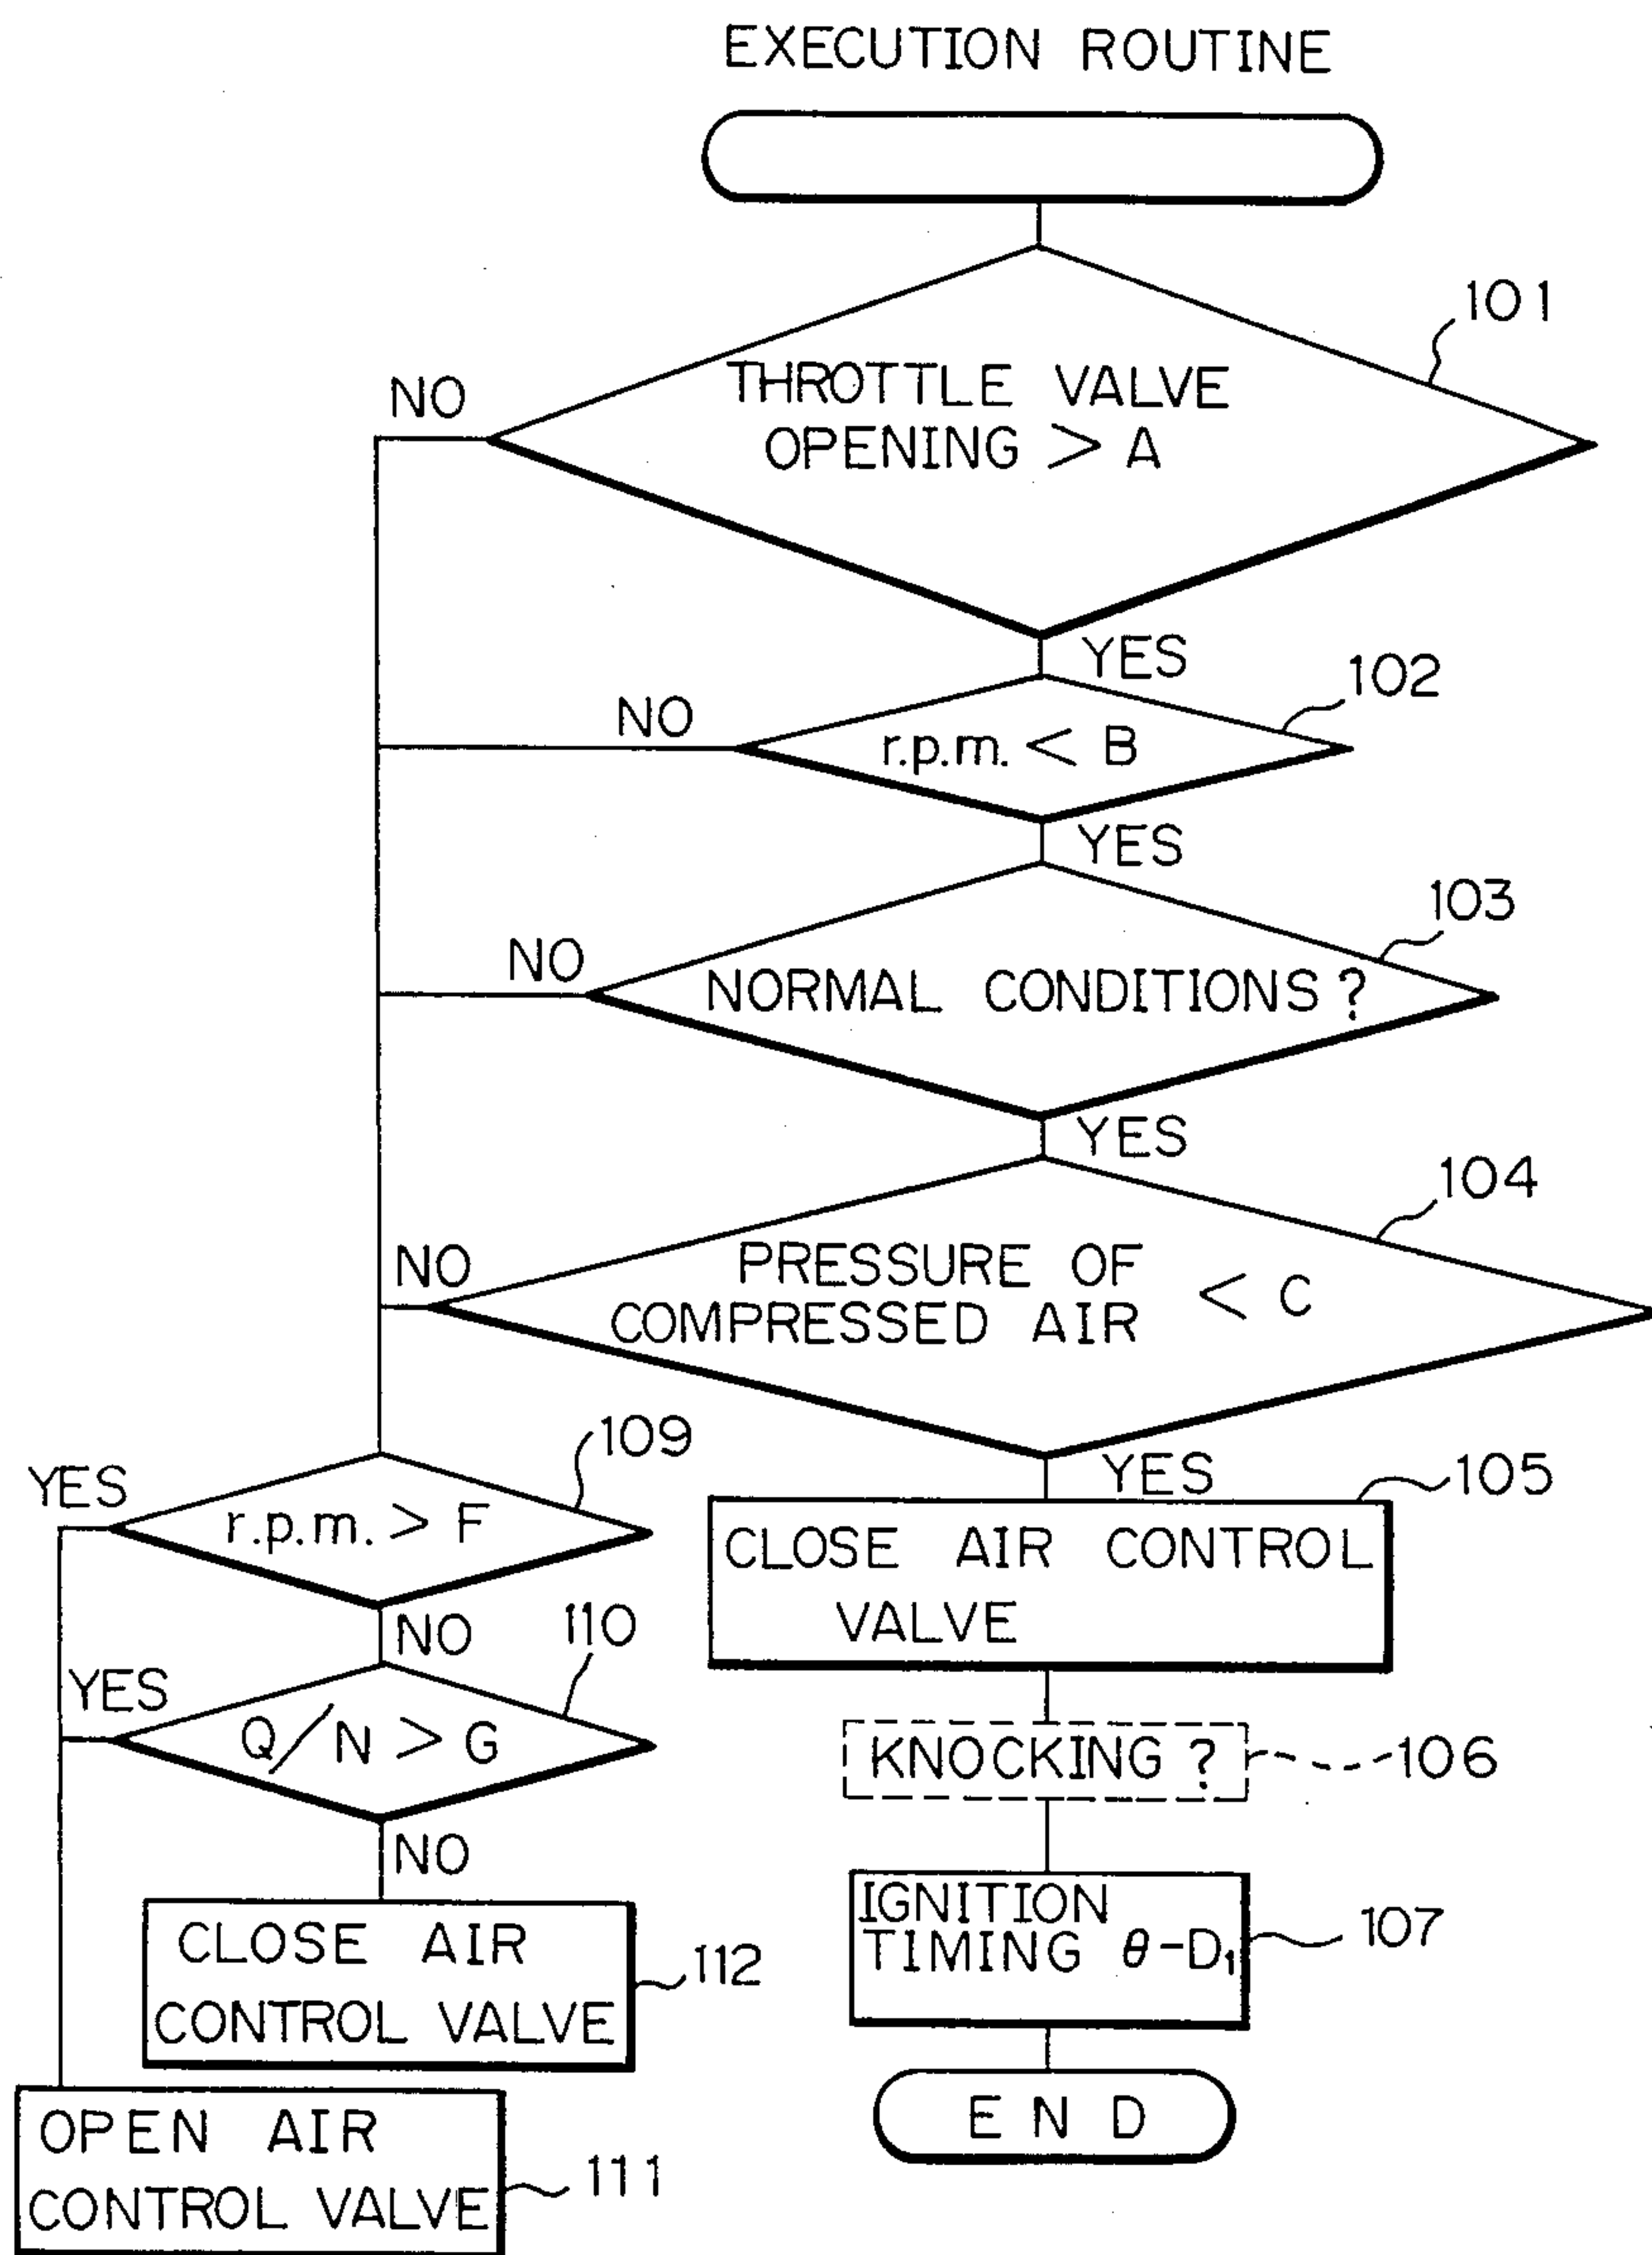 EXECUTION ROUTINE
101
NO
THROTTLE VALVE
OPENING > A
YES
102
NO
r.p.m. < B
YES
103
NO
NORMAL CONDITIONS ?
YES
104
NO
PRESSURE OF
COMPRESSED AIR < C
YES
105
CLOSE AIR CONTROL
VALVE
KNOCKING ?
106
IGNITION
TIMING θ-D₁
107
END
109
YES
r.p.m. > F
NO
110
YES
Q/N > G
NO
CLOSE AIR
CONTROL VALVE
112
OPEN AIR
CONTROL VALVE
111